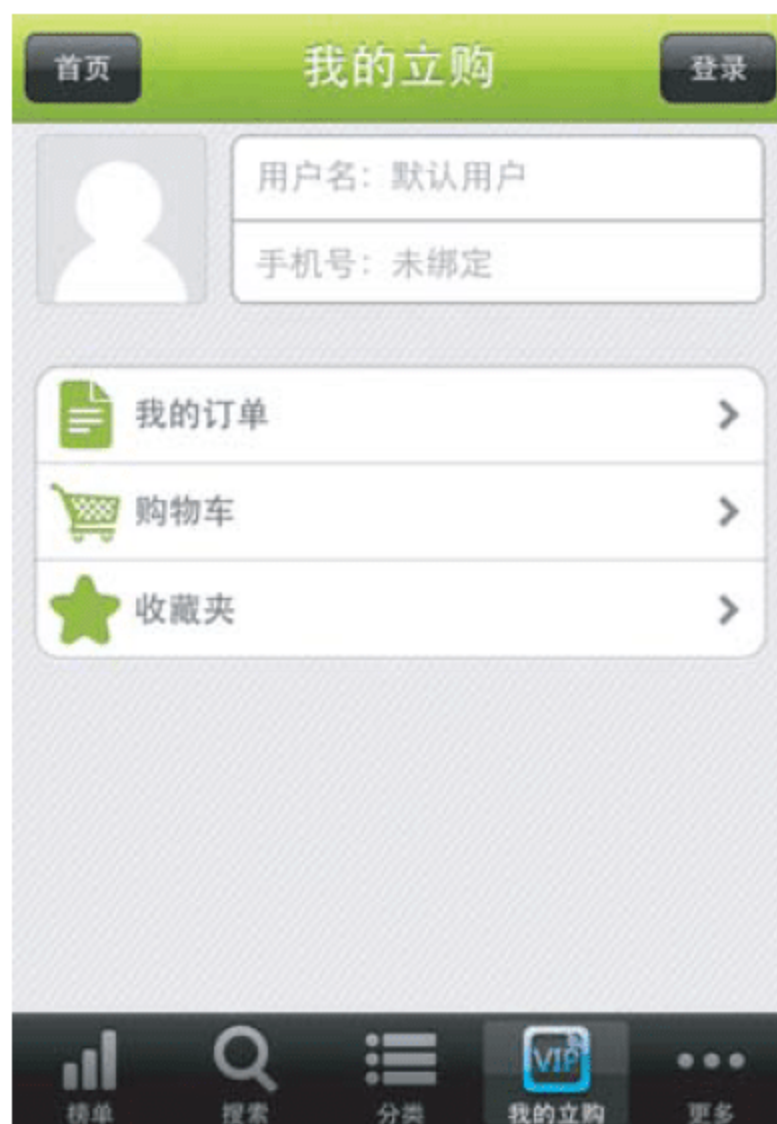 首页 我的立购 登录
用户名：默认用户
手机号：未绑定
我的订单
购物车
收藏夹
VIP
榜单 搜索 分类 我的立购 更多